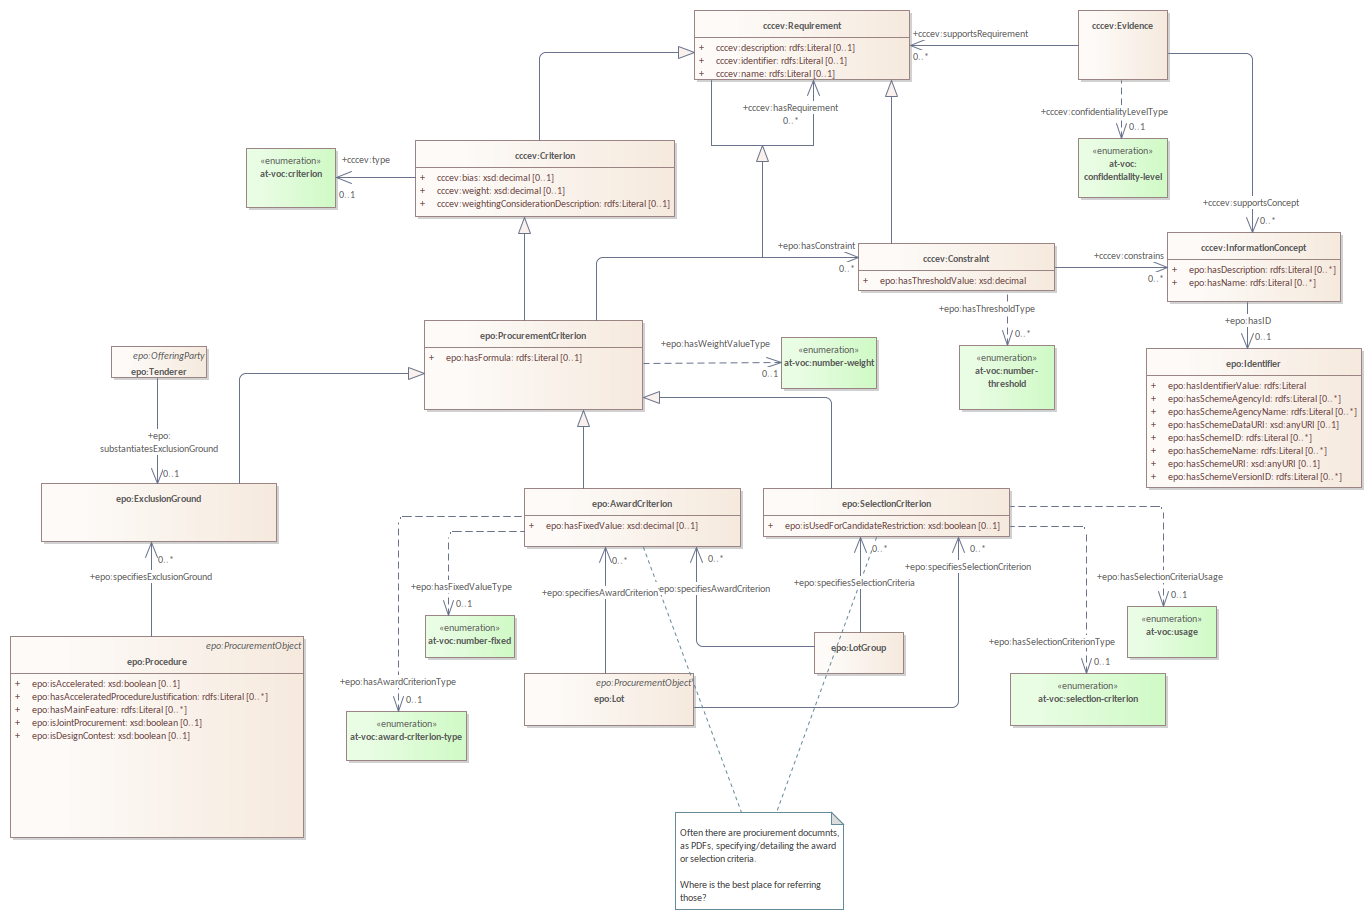 cccev:Requirement
+ cccev:description: rdfs:Literal [0..1]
+ cccev:identifier: rdfs:Literal [0..1]
+ cccev:name: rdfs:Literal [0..1]
+cccev:supportsRequirement
0..*
cccev:Evidence
+cccev:hasRequirement
0..*
+cccev:confidentialityLevelType
0..1
«enumeration»
at-voc:
confidentiality-level
«enumeration»
at-voc:criterion
+cccev:type
0..1
cccev:Criterion
+ cccev:bias: xsd:decimal [0..1]
+ cccev:weight: xsd:decimal [0..1]
+ cccev:weightingConsiderationDescription: rdfs:Literal [0..1]
+cccev:supportsConcept
0..*
+epo:hasConstraint
0..*
cccev:Constraint
+ epo:hasThresholdValue: xsd:decimal
+cccev:constrains
0..*
cccev:InformationConcept
+ epo:hasDescription: rdfs:Literal [0..*]
+ epo:hasName: rdfs:Literal [0..*]
+epo:hasThresholdType
0..*
«enumeration»
at-voc:number-
threshold
+epo:hasID
0..1
epo:Identifier
+ epo:hasIdentifierValue: rdfs:Literal
+ epo:hasSchemeAgencyId: rdfs:Literal [0..*]
+ epo:hasSchemeAgencyName: rdfs:Literal [0..*]
+ epo:hasSchemeDataURI: xsd:anyURI [0..1]
+ epo:hasSchemeID: rdfs:Literal [0..*]
+ epo:hasSchemeName: rdfs:Literal [0..*]
+ epo:hasSchemeURI: xsd:anyURI [0..1]
+ epo:hasSchemeVersionID: rdfs:Literal [0..*]
epo:ProcurementCriterion
+ epo:hasFormula: rdfs:Literal [0..1]
+epo:hasWeightValueType
0..1
«enumeration»
at-voc:number-weight
epo:OfferingParty
epo:Tenderer
+epo:
substantiatesExclusionGround
0..1
epo:ExclusionGround
0..*
+epo:specifiesExclusionGround
epo:ProcurementObject
epo:Procedure
+ epo:isAccelerated: xsd:boolean [0..1]
+ epo:hasAcceleratedProcedureJustification: rdfs:Literal [0..*]
+ epo:hasMainFeature: rdfs:Literal [0..*]
+ epo:isJointProcurement: xsd:boolean [0..1]
+ epo:isDesignContest: xsd:boolean [0..1]
epo:AwardCriterion
+ epo:hasFixedValue: xsd:decimal [0..1]
epo:SelectionCriterion
+ epo:isUsedForCandidateRestriction: xsd:boolean [0..1]
+epo:hasFixedValueType
0..1
«enumeration»
at-voc:number-fixed
+epo:hasAwardCriterionType
0..1
«enumeration»
at-voc:award-criterion-type
0..*
+epo:specifiesAwardCriterion
0..*
+epo:specifiesAwardCriterion
0..*
+epo:specifiesSelectionCriteria
0..*
+epo:specifiesSelectionCriterion
epo:LotGroup
epo:ProcurementObject
epo:Lot
+epo:hasSelectionCriteriaUsage
0..1
«enumeration»
at-voc:usage
+epo:hasSelectionCriterionType
0..1
«enumeration»
at-voc:selection-criterion
Often there are prociurement documnts,
as PDFs, specifying/detailing the award
or selection criteria.
Where is the best place for referring
those?